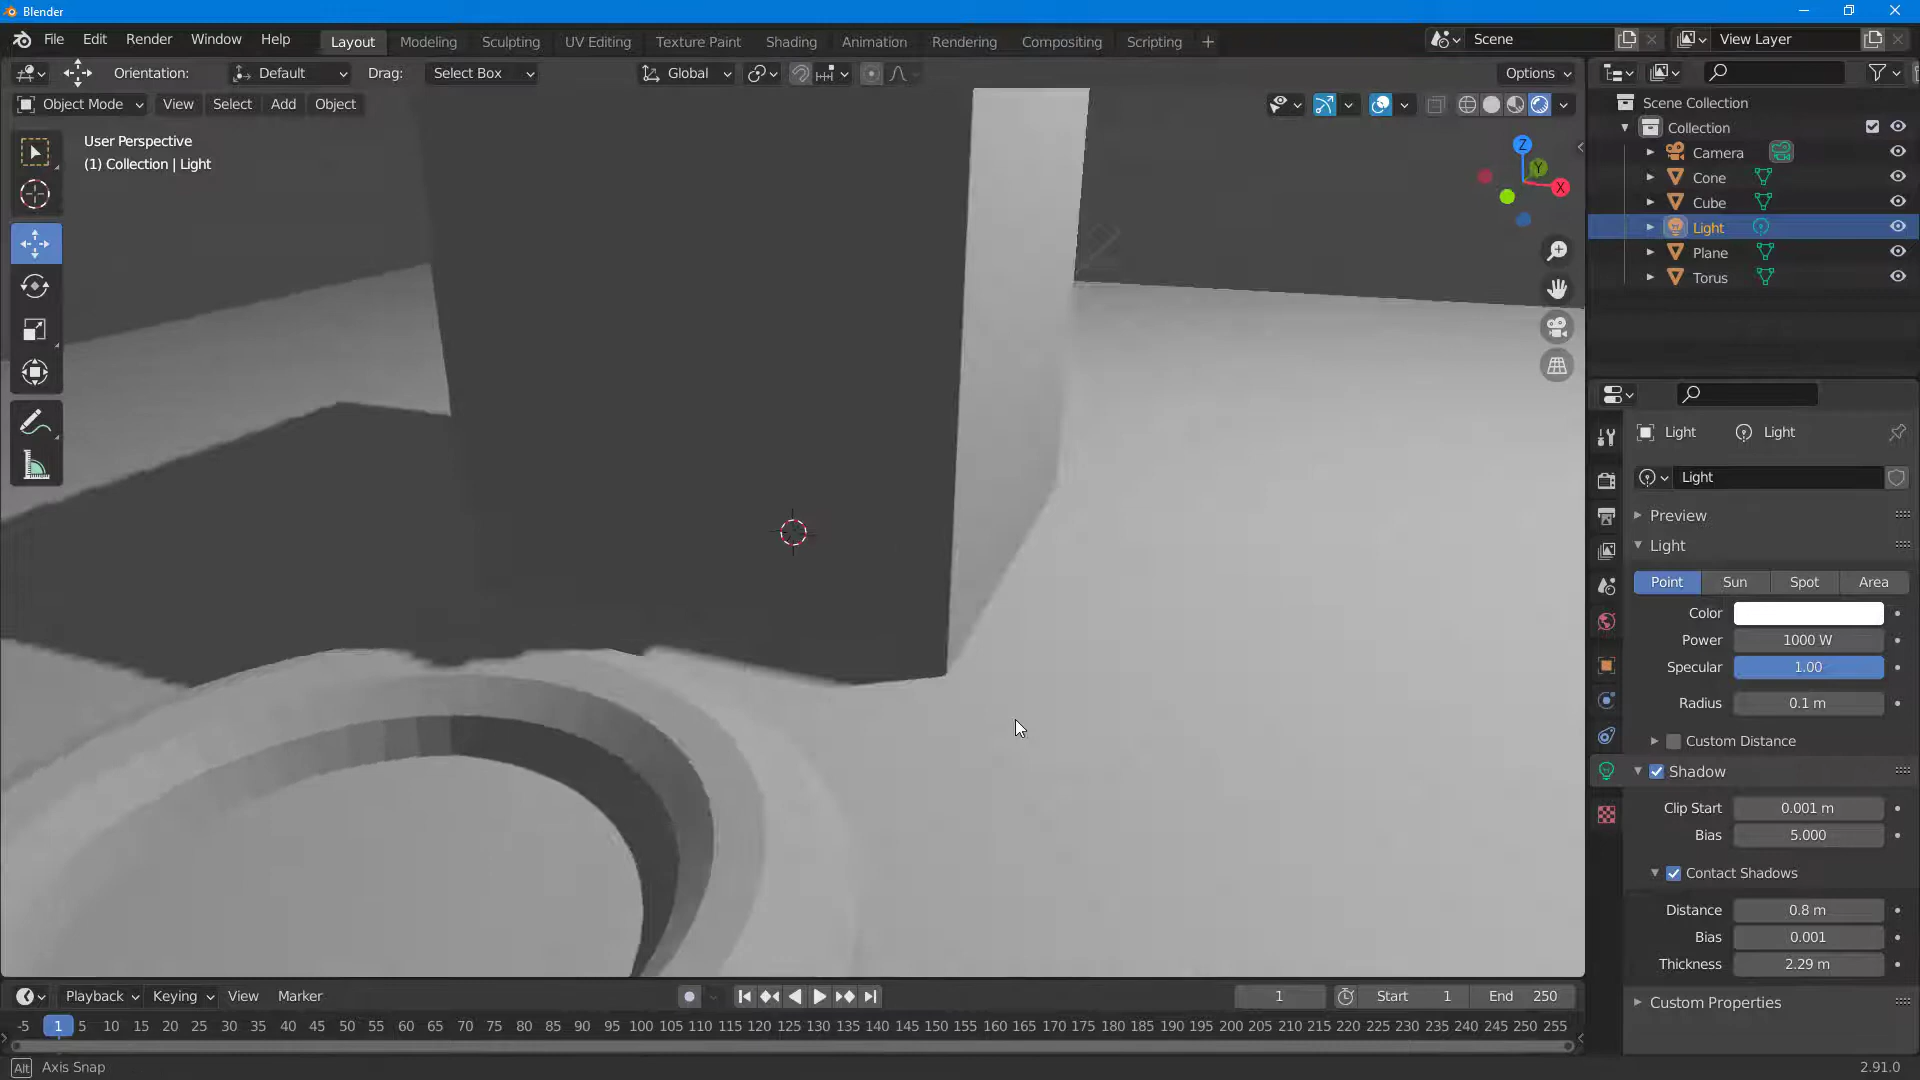 Blender
File Edit Render Window Help Layout Modeling Sculpting UV Editing Texture Paint Shading Animation Rendering Compositing Scripting + Scene View Layer
Orientation: Default Drag: Select Box Global Options
Object Mode View Select Add Object
User Perspective
(1) Collection | Light
Z
Y
X
Scene Collection
Collection
Camera
Cone
Cube
Light
Plane
Torus
Light Light
Light
Preview
Light
Point Sun Spot Area
Color
Power 1000 W
Specular 1.00
Radius 0.1 m
Custom Distance
Shadow
Clip Start 0.001 m
Bias 5.000
Contact Shadows
Distance 0.8 m
Bias 0.001
Thickness 2.29 m
Custom Properties
Playback Keying View Marker 1 Start 1 End 250
-5 1 5 10 15 20 25 30 35 40 45 50 55 60 65 70 75 80 85 90 95 100 105 110 115 120 125 130 135 140 145 150 155 160 165 170 175 180 185 190 195 200 205 210 215 220 225 230 235 240 245 250 255
Alt Axis Snap 2.91.0